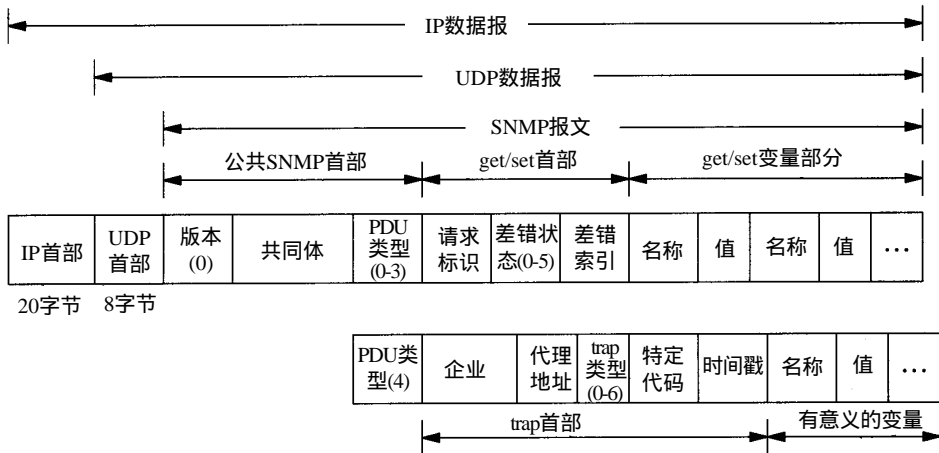 IP数据报
UDP数据报
SNMP报文
公共SNMP首部
get/set首部
get/set变量部分
IP首部
UDP
首部
版本
(0)
共同体
PDU
类型
(0-3)
请求
标识
差错状
态(0-5)
差错
索引
名称
值
名称
值
...
20字节
8字节
PDU类
型(4)
企业
代理
地址
trap
类型
(0-6)
特定
代码
时间戳
名称
值
...
trap首部
有意义的变量